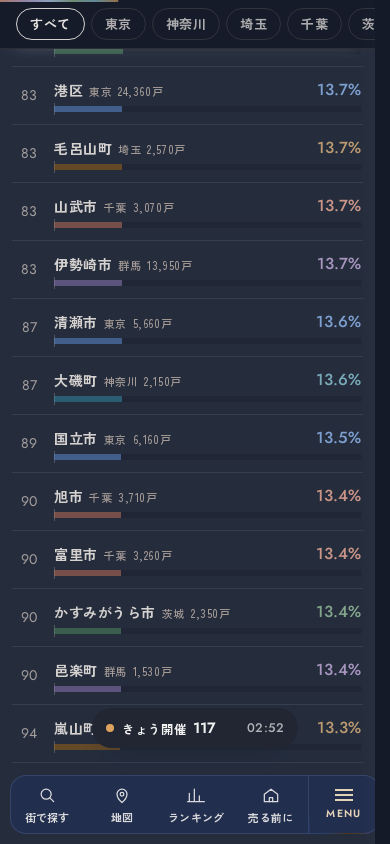 すべて 東京 神奈川 埼玉 千葉 茨
83 港区 東京 24,360戸 13.7%
83 毛呂山町 埼玉 2,570戸 13.7%
83 山武市 千葉 3,070戸 13.7%
83 伊勢崎市 群馬 13,950戸 13.7%
87 清瀬市 東京 5,660戸 13.6%
87 大磯町 神奈川 2,150戸 13.6%
89 国立市 東京 6,160戸 13.5%
90 旭市 千葉 3,710戸 13.4%
90 富里市 千葉 3,260戸 13.4%
90 かすみがうら市 茨城 2,350戸 13.4%
90 邑楽町 群馬 1,530戸 13.4%
94 嵐山町 13.3%
きょう開催 117 02:52
街で探す 地図 ランキング 売る前に MENU